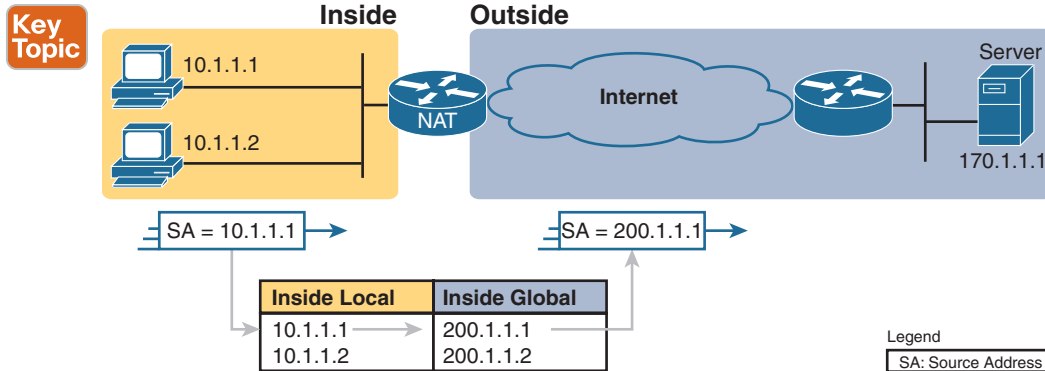 Key
Topic
Inside
Outside
10.1.1.1
10.1.1.2
NAT
Internet
Server
170.1.1.1
SA = 10.1.1.1
SA = 200.1.1.1
Inside Local
Inside Global
10.1.1.1
200.1.1.1
10.1.1.2
200.1.1.2
Legend
SA: Source Address